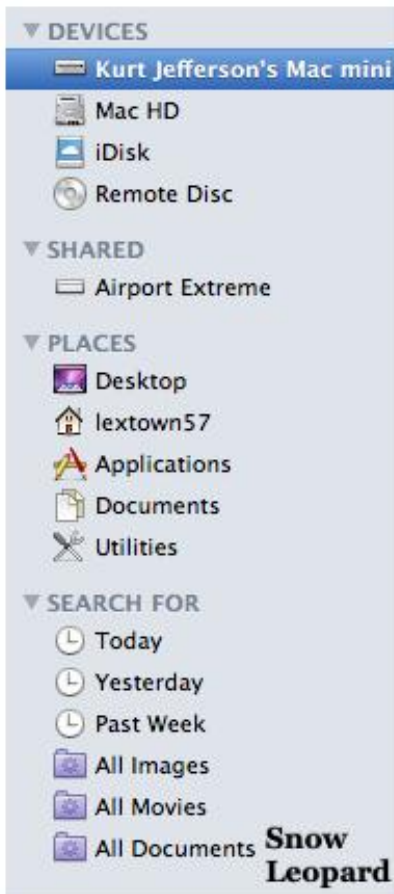 DEVICES
Kurt Jefferson's Mac mini
Mac HD
iDisk
Remote Disc
SHARED
Airport Extreme
PLACES
Desktop
lextown57
Applications
Documents
Utilities
SEARCH FOR
Today
Yesterday
Past Week
All Images
All Movies
All Documents
Snow
Leopard